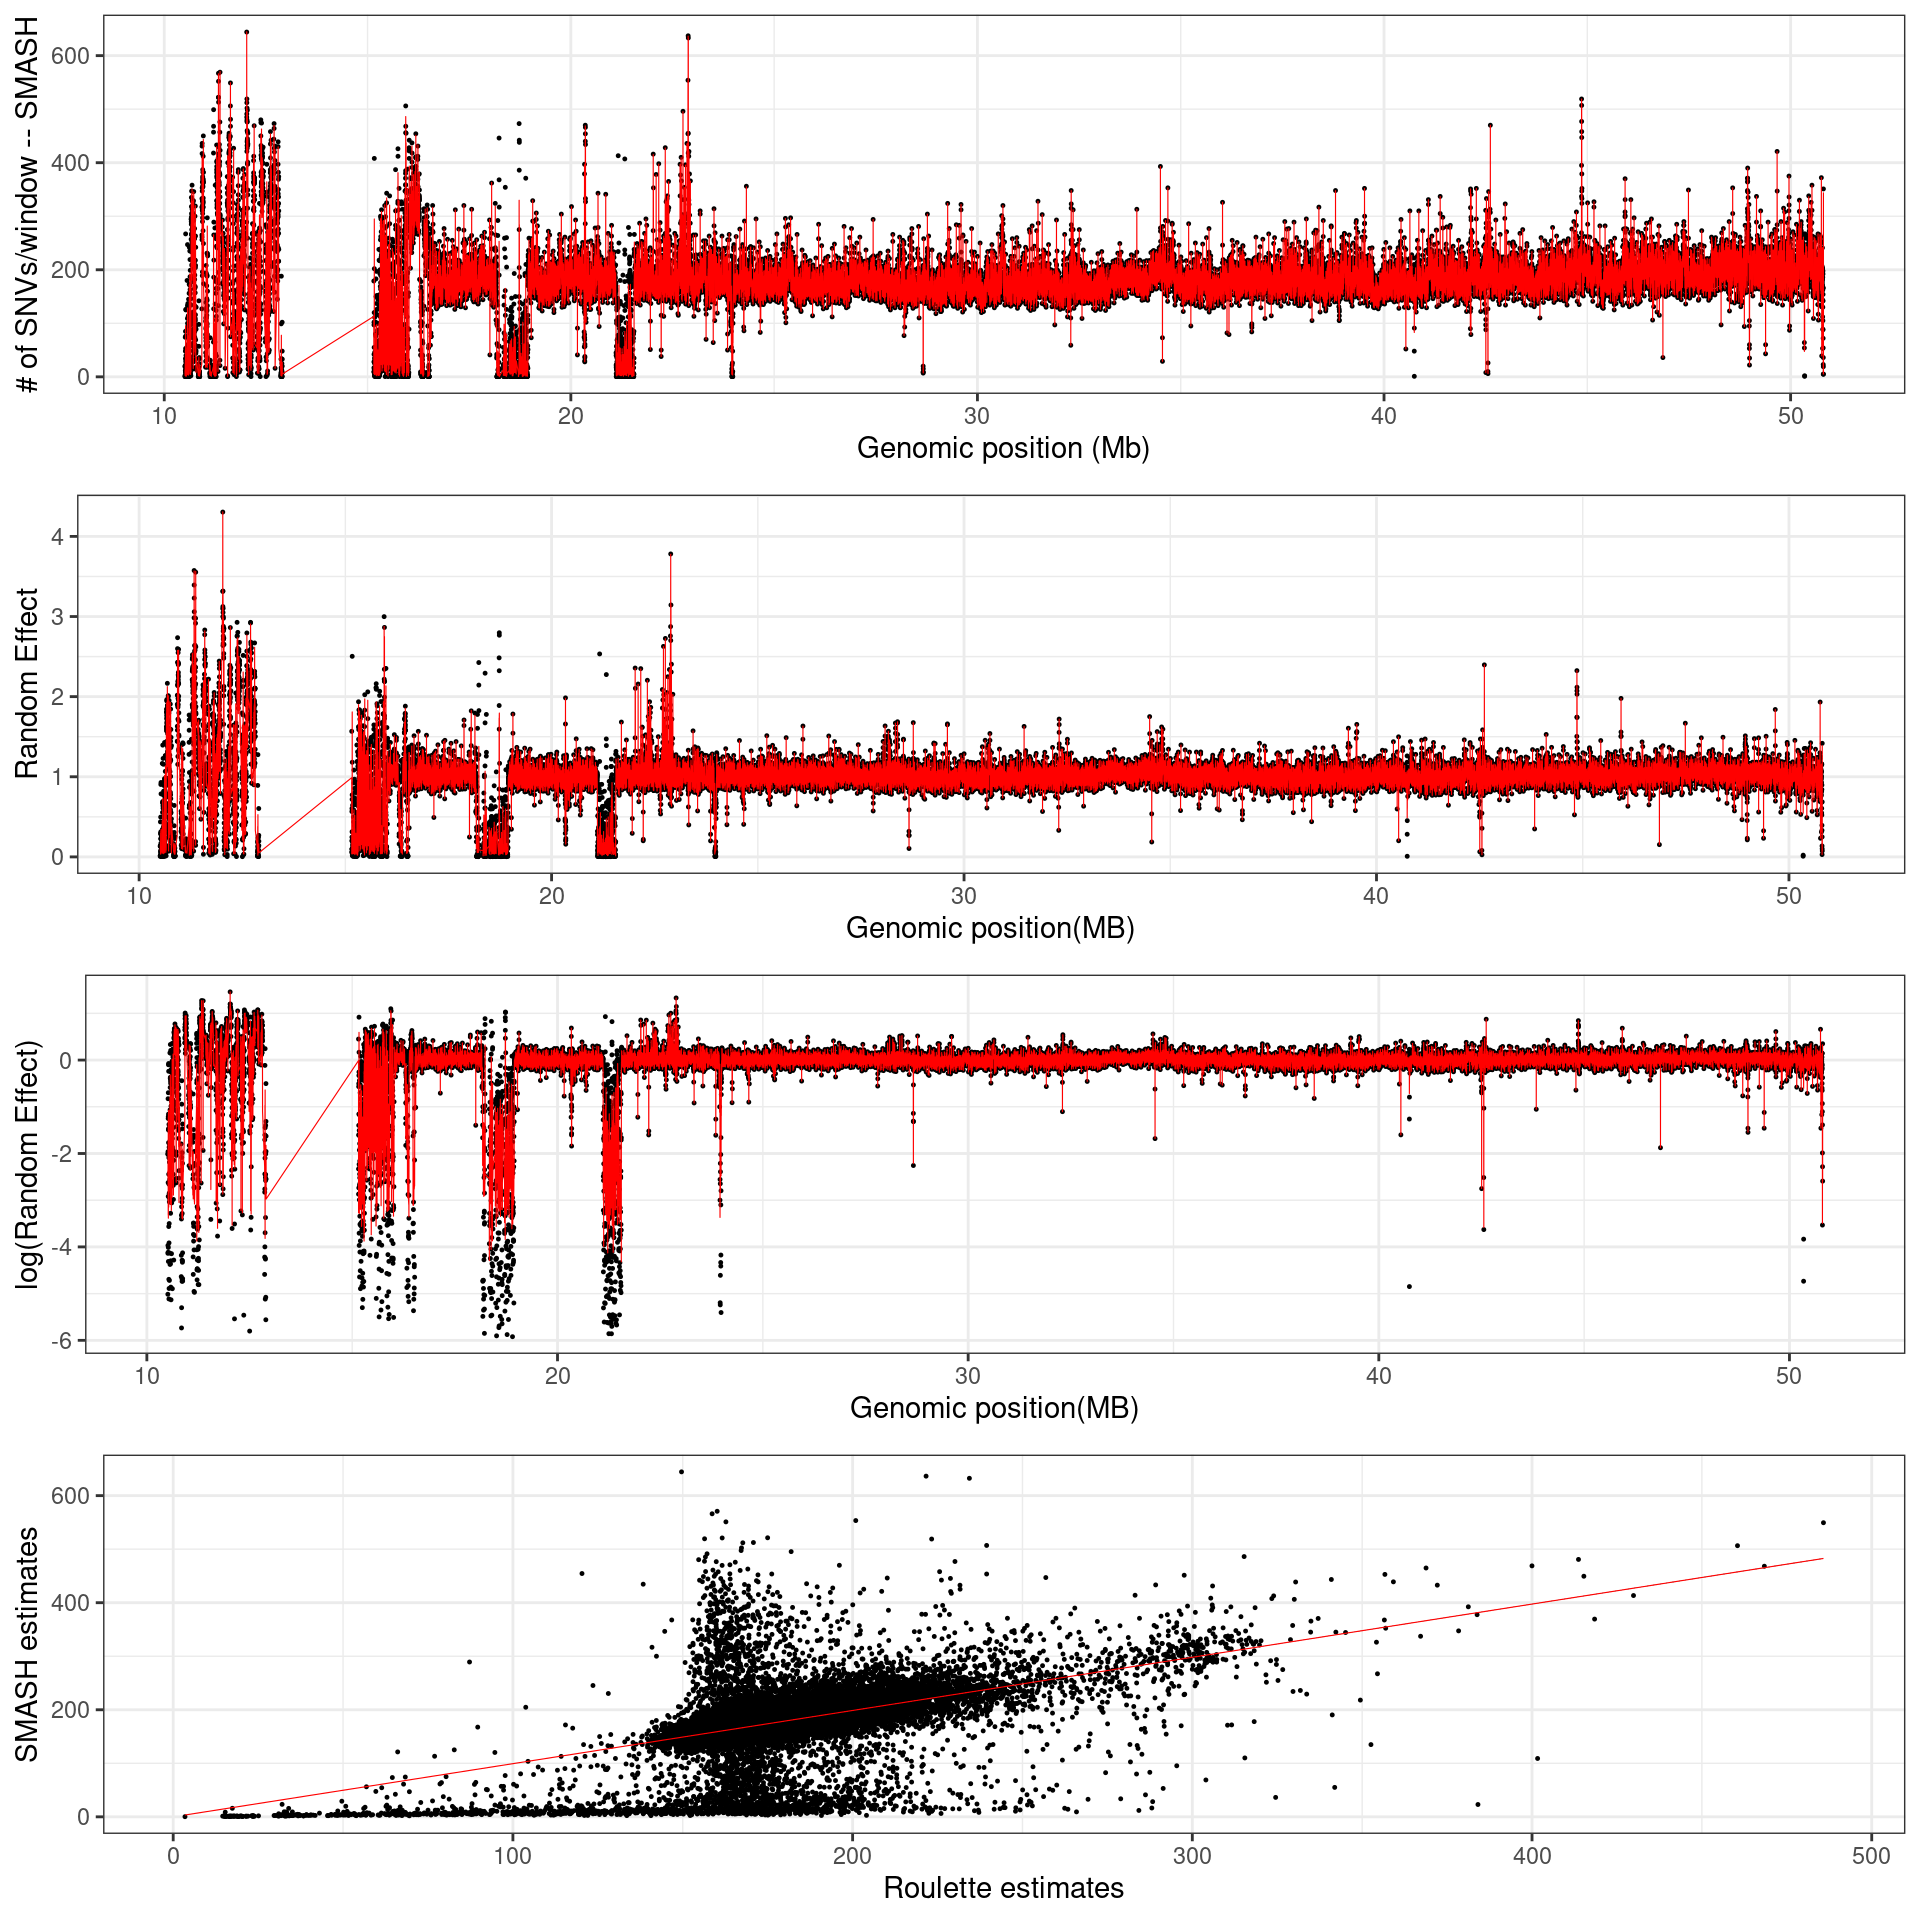 # of SNVs/window -- SMASH
600
400
200
0
10 20 30 40 50
Genomic position (Mb)
Random Effect
4
3
2
1
0
10 20 30 40 50
Genomic position(MB)
log(Random Effect)
0
-2
-4
-6
10 20 30 40 50
Genomic position(MB)
SMASH estimates
600
400
200
0
0 100 200 300 400 500
Roulette estimates